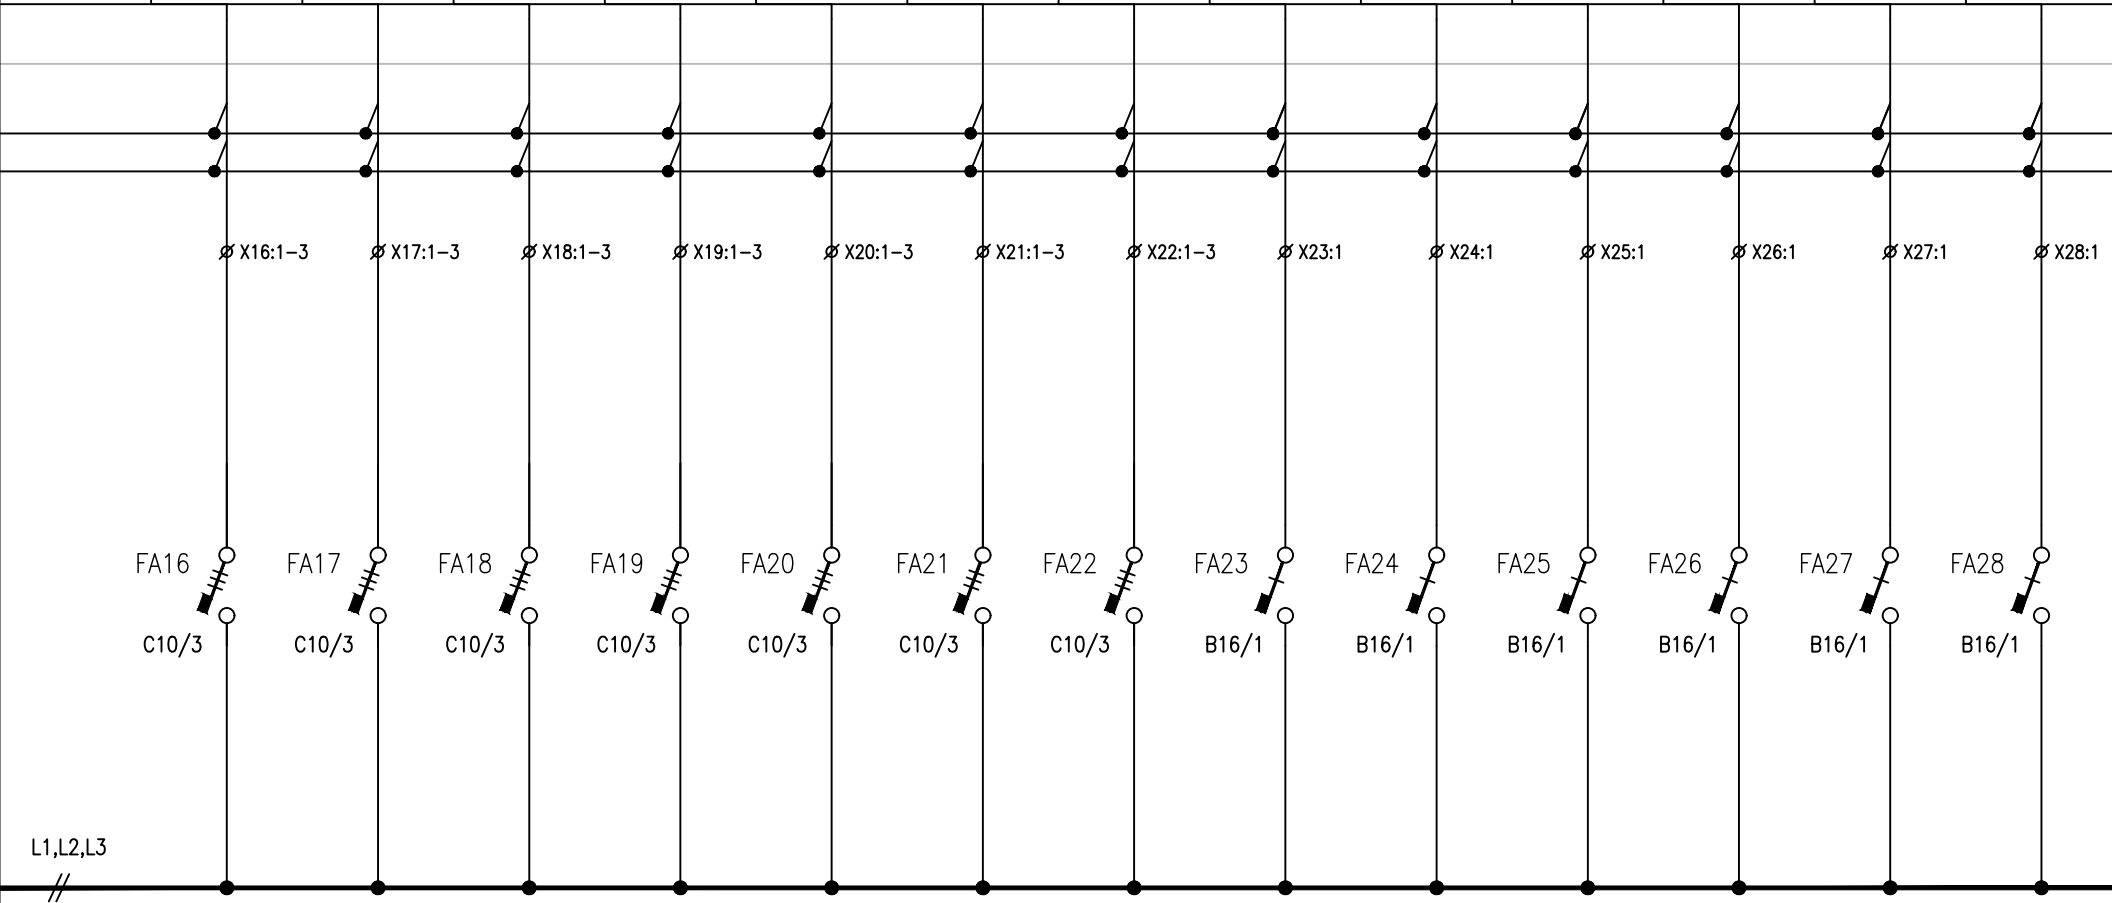 X16:1-3 X17:1-3 X18:1-3 X19:1-3 X20:1-3 X21:1-3 X22:1-3 X23:1 X24:1 X25:1 X26:1 X27:1 X28:1
FA16 FA17 FA18 FA19 FA20 FA21 FA22 FA23 FA24 FA25 FA26 FA27 FA28
C10/3 C10/3 C10/3 C10/3 C10/3 C10/3 C10/3 B16/1 B16/1 B16/1 B16/1 B16/1 B16/1
L1,L2,L3